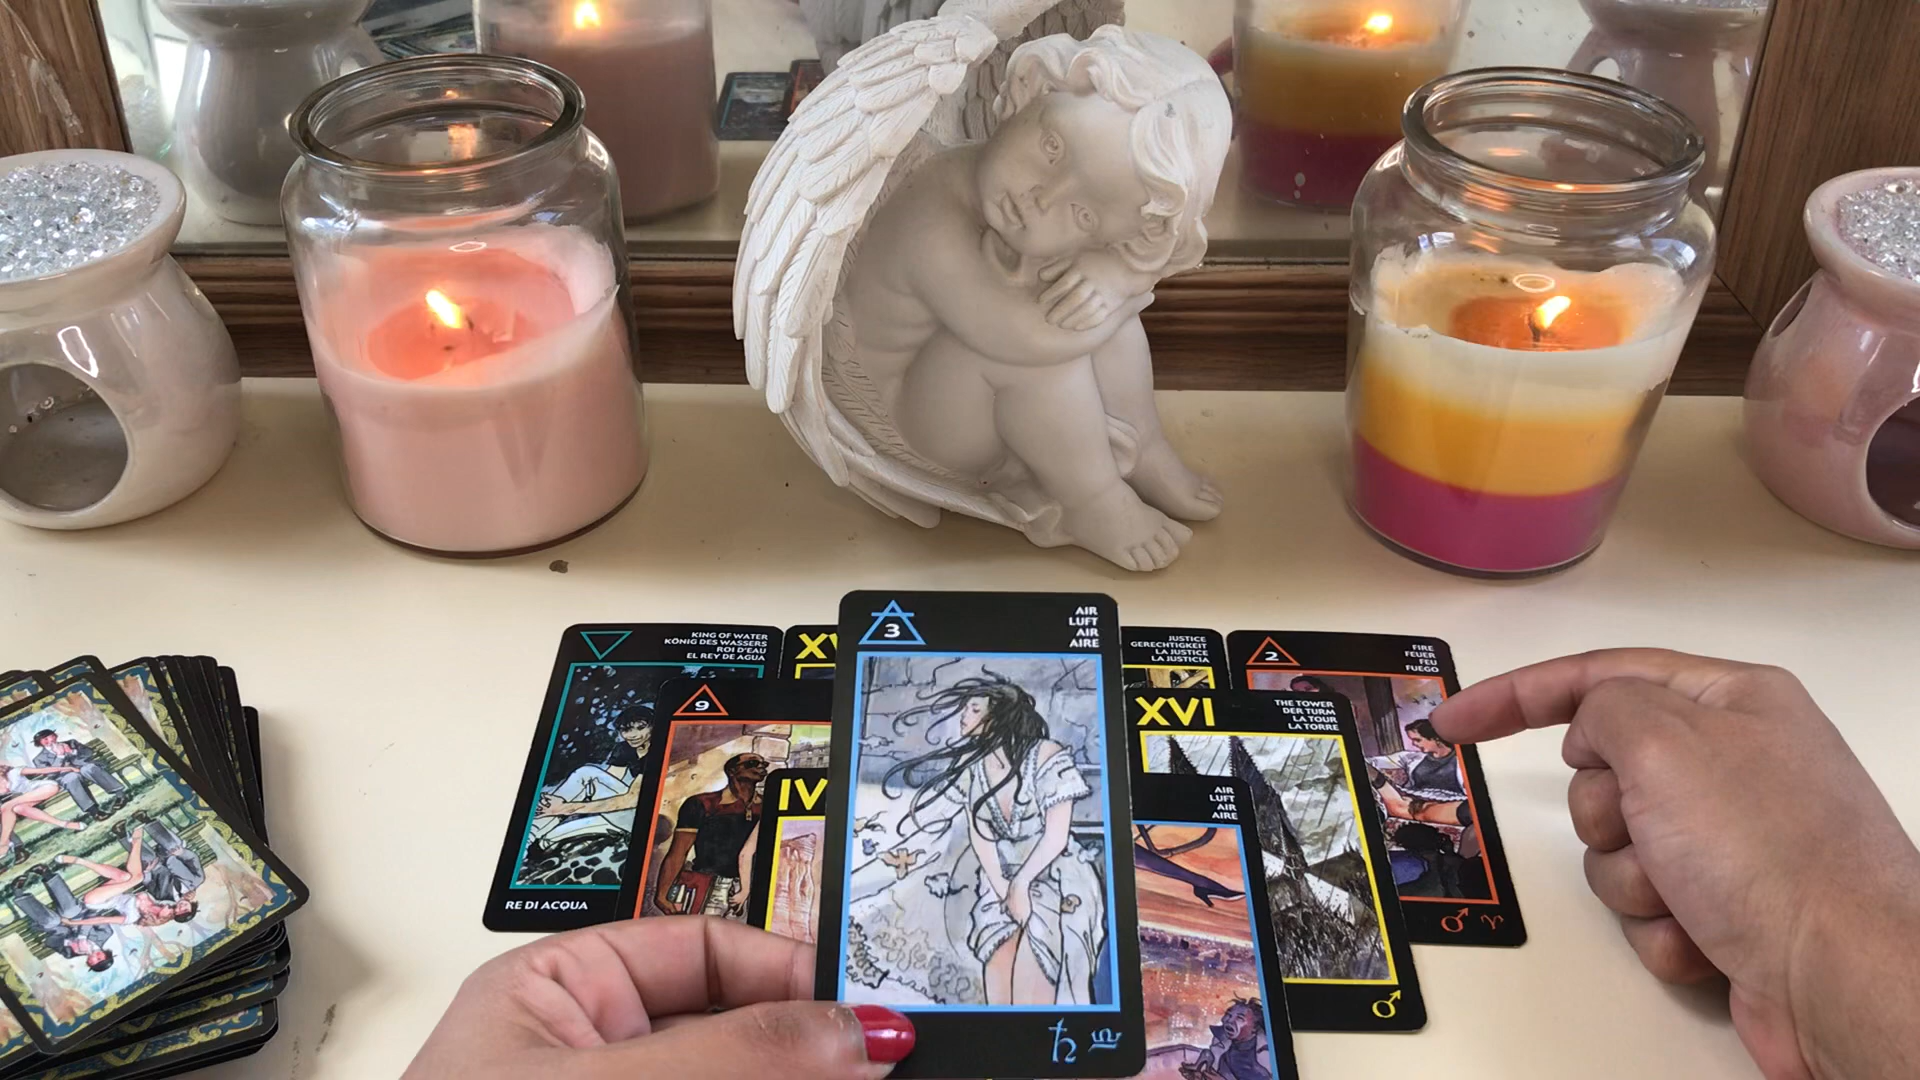 KING OF WATER
KÖNIG DES WASSERS
ROI D'EAU
EL REY DE AGUA
RE DI ACQUA
XV
9
IV
3
AIR
LUFT
AIR
AIRE
JUSTICE
GERECHTIGKEIT
LA JUSTICE
LA JUSTICIA
XVI
THE TOWER
DER TURM
LA TOUR
LA TORRE
AIR
LUFT
AIR
AIRE
2
FIRE
FEUER
FEU
FUEGO